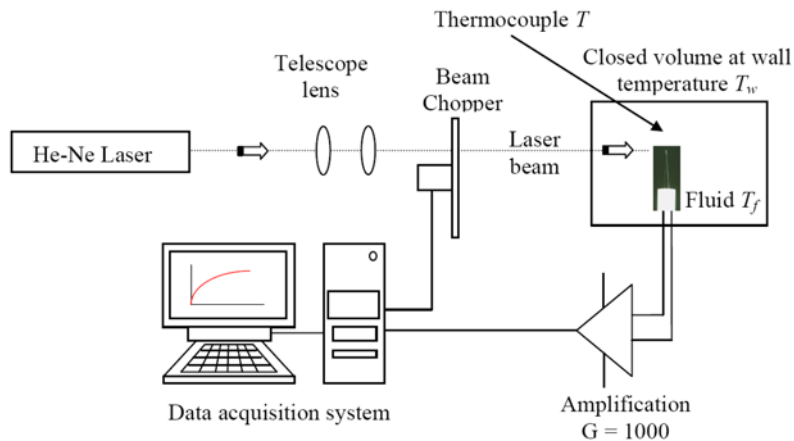 Thermocouple T
Closed volume at wall
temperature Tw
Telescope
lens
Beam
Chopper
He-Ne Laser
Laser
beam
Fluid Tf
Data acquisition system
Amplification
G = 1000